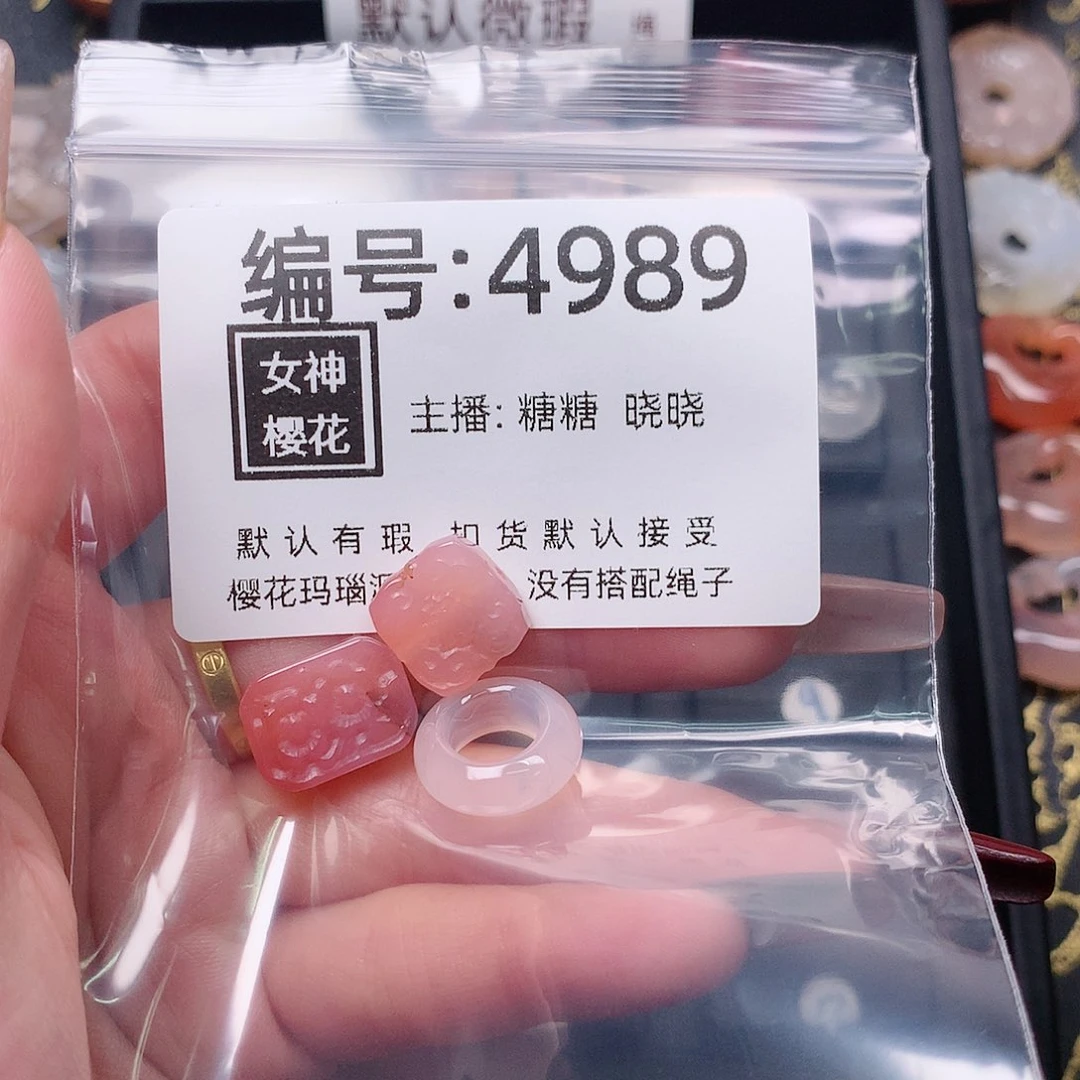 默认微瑕
编号:4989
女神
樱花
主播: 糖糖 晓晓
默认有瑕 扣货默认接受
樱花玛瑙 没有搭配绳子